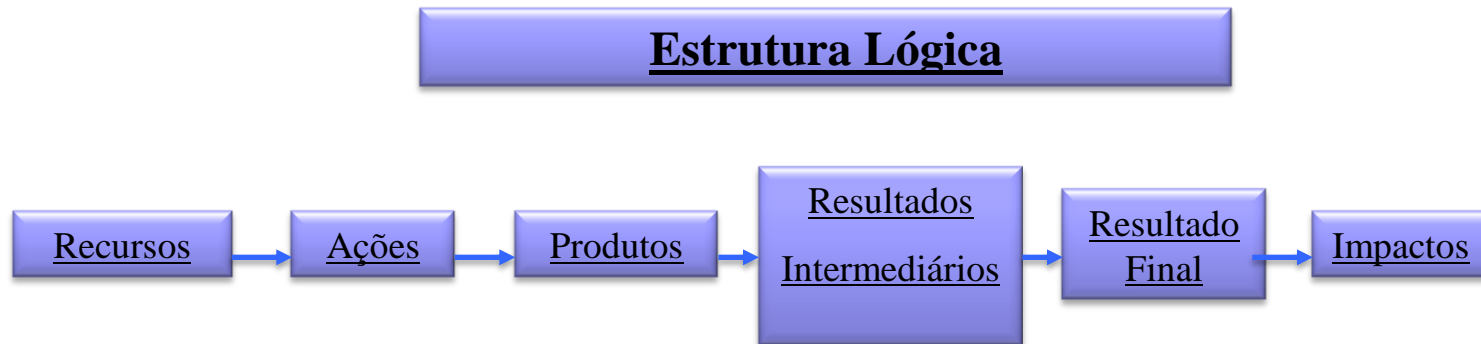 Estrutura Lógica
Recursos
Ações
Produtos
Resultados
Intermediários
Resultado
Final
Impactos